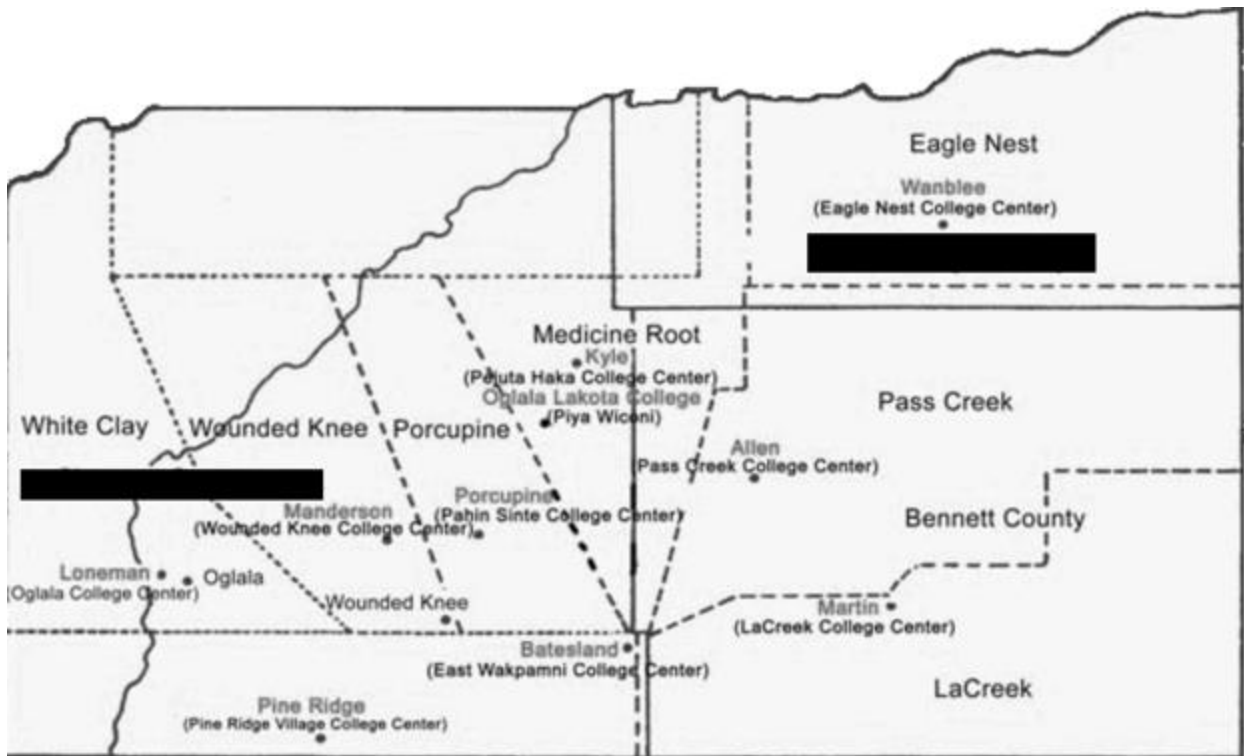 Eagle Nest
Wanblee
(Eagle Nest College Center)
Medicine Root
Kyle
(Pejuta Haka College Center)
Oglala Lakota College
(Piya Wiconi)
White Clay
Wounded Knee
Porcupine
Pass Creek
Allen
(Pass Creek College Center)
Porcupine
(Pahin Sinte College Center)
Manderson
(Wounded Knee College Center)
Bennett County
Loneman
(Oglala College Center)
Oglala
Wounded Knee
Martin
(LaCreek College Center)
Batesland
(East Wakpamni College Center)
LaCreek
Pine Ridge
(Pine Ridge Village College Center)